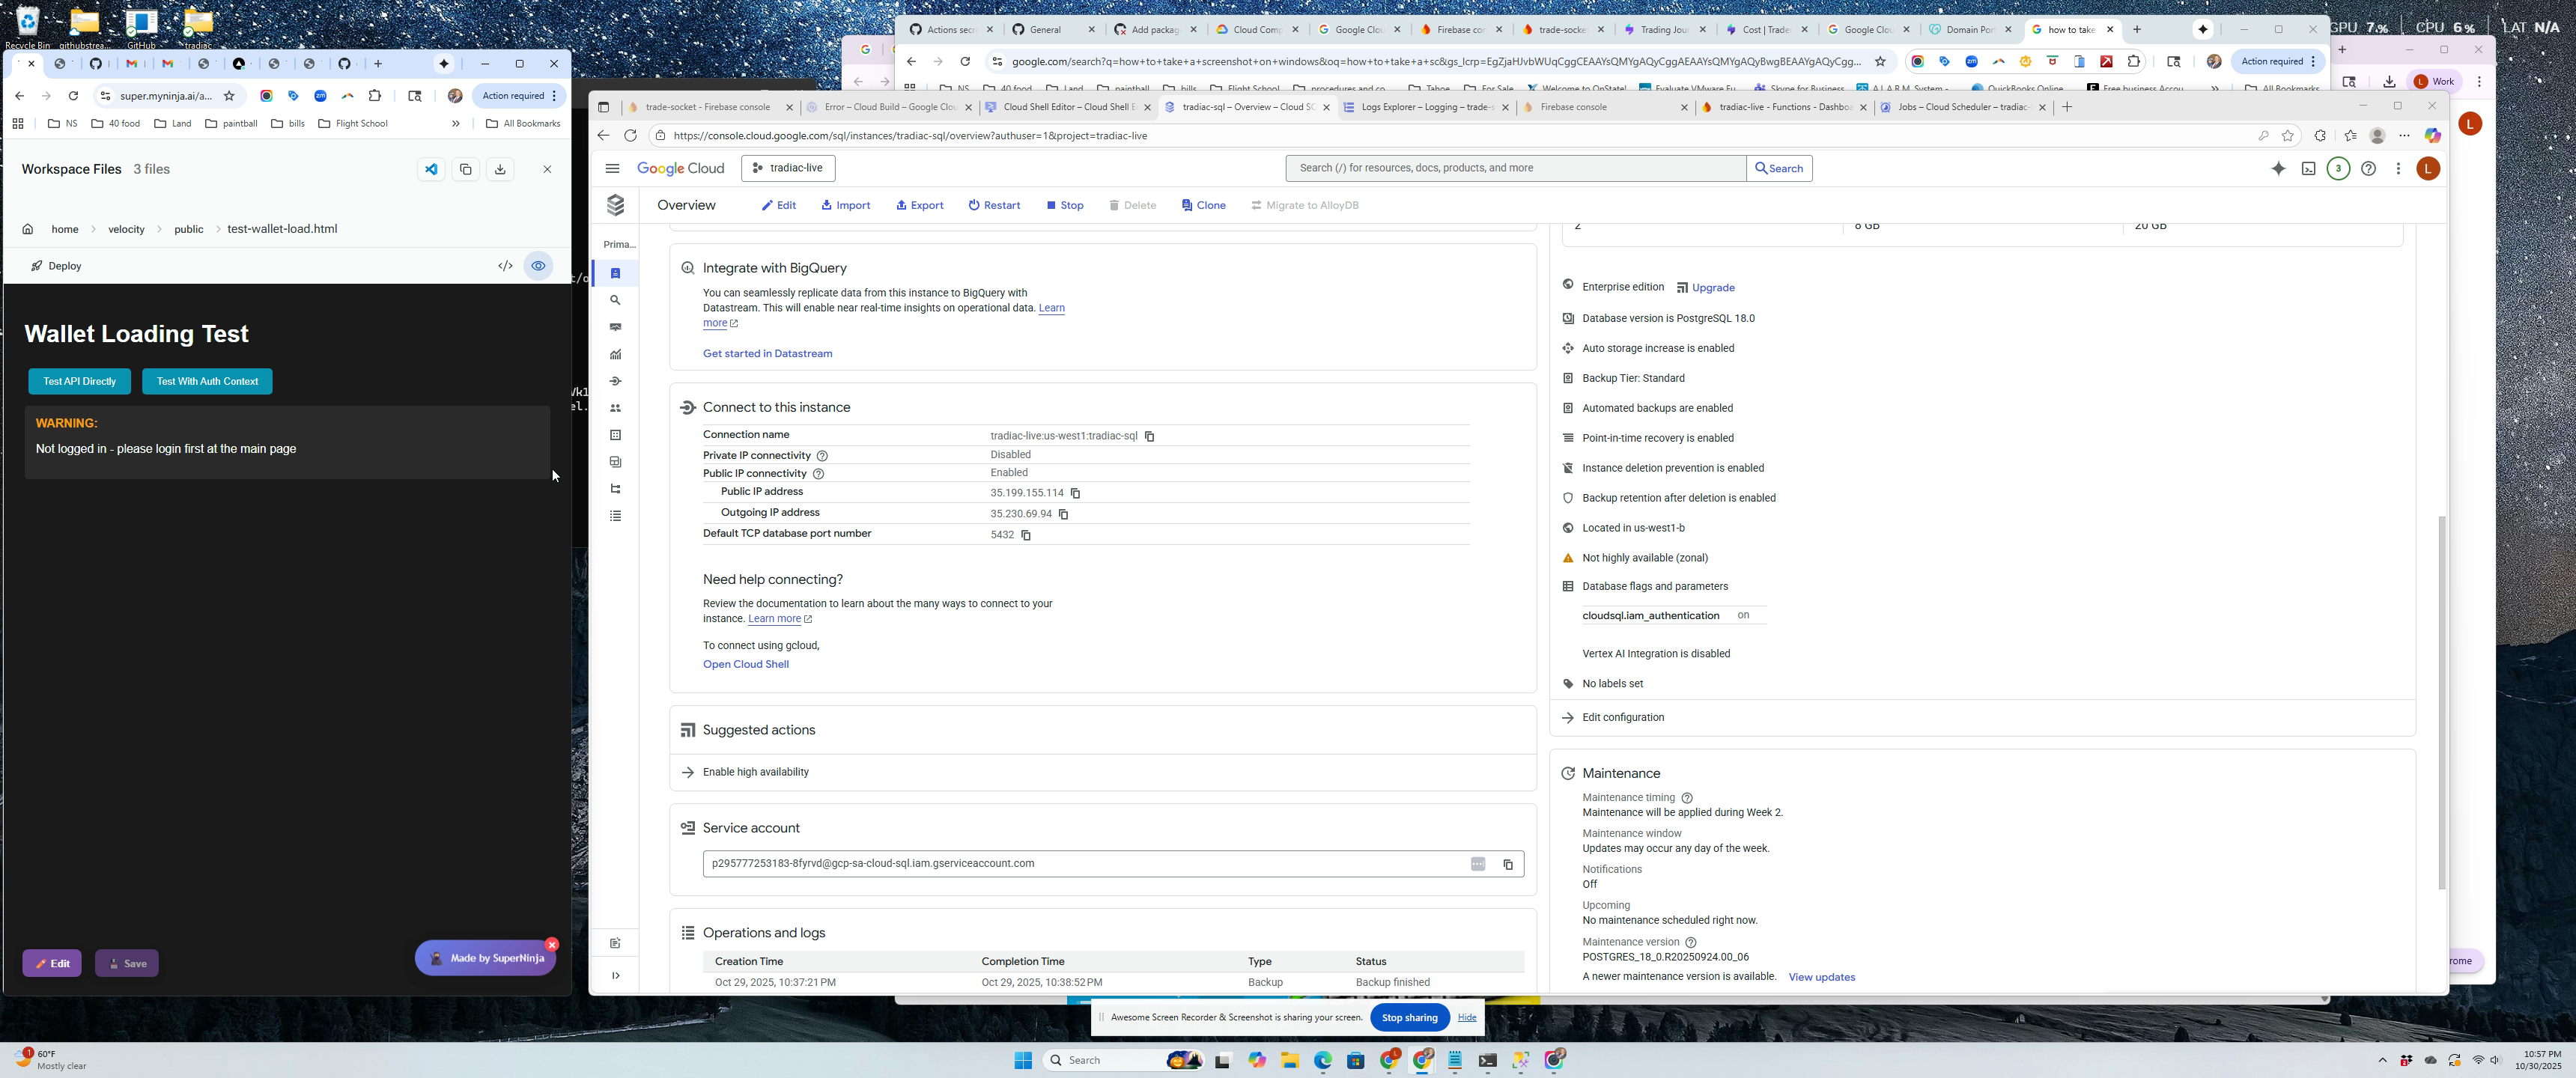 Recycle Bin
githubstrea...
GitHub
tradiac
GPU 7% CPU 6% LAT N/A
Actions secr
General
Add packag
Cloud Comp
Google Clou
Firebase cor
trade-socke
Trading Jour
Cost | Trade
Google Clou
Domain Por
how to take
google.com/search?q=how+to+take+a+screenshot+on+windows&oq=how+to+take+a+sc&gs_lcrp=EgZjaHJvbWUqCggCEAAYsQMYgAQyCggAEAAYsQMYgAQyBwgBEAAYgAQyCgg...
Action required
Work
super.myninja.ai/a...
Action required
NS
40 food
Land
paintball
bills
Flight School
»
All Bookmarks
Workspace Files 3 files
home
velocity
public
test-wallet-load.html
Deploy
Wallet Loading Test
Test API Directly
Test With Auth Context
WARNING:
Not logged in - please login first at the main page
Edit
Save
Made by SuperNinja
trade-socket - Firebase console
Error – Cloud Build – Google Clou
Cloud Shell Editor – Cloud Shell E
tradiac-sql – Overview – Cloud SQ
Logs Explorer – Logging – trade-s
Firebase console
tradiac-live - Functions - Dashboa
Jobs – Cloud Scheduler – tradiac-
https://console.cloud.google.com/sql/instances/tradiac-sql/overview?authuser=1&project=tradiac-live
Google Cloud
tradiac-live
Search (/) for resources, docs, products, and more
Search
3
L
L
Overview
Edit
Import
Export
Restart
Stop
Delete
Clone
Migrate to AlloyDB
Prima...
Integrate with BigQuery
You can seamlessly replicate data from this instance to BigQuery with
Datastream. This will enable near real-time insights on operational data. Learn
more
Get started in Datastream
Connect to this instance
Connection name tradiac-live:us-west1:tradiac-sql
Private IP connectivity Disabled
Public IP connectivity Enabled
Public IP address 35.199.155.114
Outgoing IP address 35.230.69.94
Default TCP database port number 5432
Need help connecting?
Review the documentation to learn about the many ways to connect to your
instance. Learn more
To connect using gcloud,
Open Cloud Shell
Suggested actions
Enable high availability
Service account
p295777253183-8fyrvd@gcp-sa-cloud-sql.iam.gserviceaccount.com
Operations and logs
Creation Time Completion Time Type Status
Oct 29, 2025, 10:37:21 PM Oct 29, 2025, 10:38:52 PM Backup Backup finished
2 8 GB 20 GB
Enterprise edition Upgrade
Database version is PostgreSQL 18.0
Auto storage increase is enabled
Backup Tier: Standard
Automated backups are enabled
Point-in-time recovery is enabled
Instance deletion prevention is enabled
Backup retention after deletion is enabled
Located in us-west1-b
Not highly available (zonal)
Database flags and parameters
cloudsql.iam_authentication on
Vertex AI Integration is disabled
No labels set
Edit configuration
Maintenance
Maintenance timing
Maintenance will be applied during Week 2.
Maintenance window
Updates may occur any day of the week.
Notifications
Off
Upcoming
No maintenance scheduled right now.
Maintenance version
POSTGRES_18_0.R20250924.00_06
A newer maintenance version is available. View updates
rome
Awesome Screen Recorder & Screenshot is sharing your screen.
Stop sharing
Hide
1
60°F
Mostly clear
Search
10:57 PM
10/30/2025